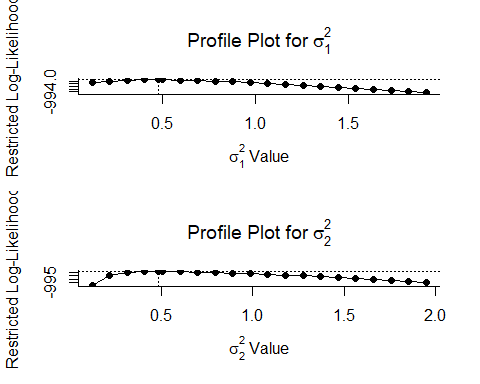 Profile Plot for σ₁²
Restricted Log-Likelihood
-994.0
0.5 1.0 1.5
σ₁² Value
Profile Plot for σ₂²
Restricted Log-Likelihood
-995
0.5 1.0 1.5 2.0
σ₂² Value